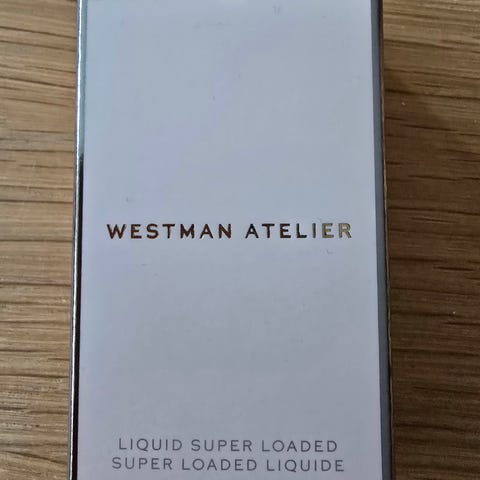 WESTMAN ATELIER
LIQUID SUPER LOADED
SUPER LOADED LIQUIDE